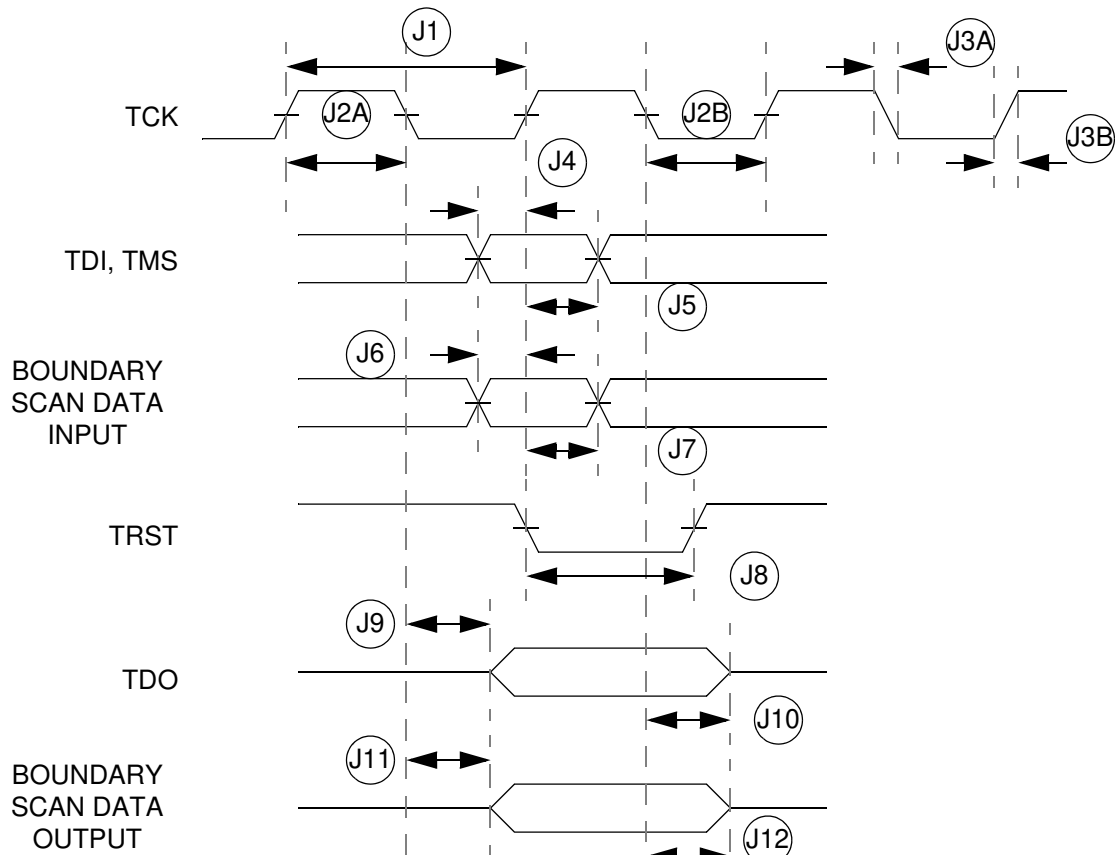 J1
J3A
TCK
J2A
J2B
J3B
J4
TDI, TMS
J5
J6
BOUNDARY
SCAN DATA
INPUT
J7
TRST
J8
J9
TDO
J10
J11
BOUNDARY
SCAN DATA
OUTPUT
J12